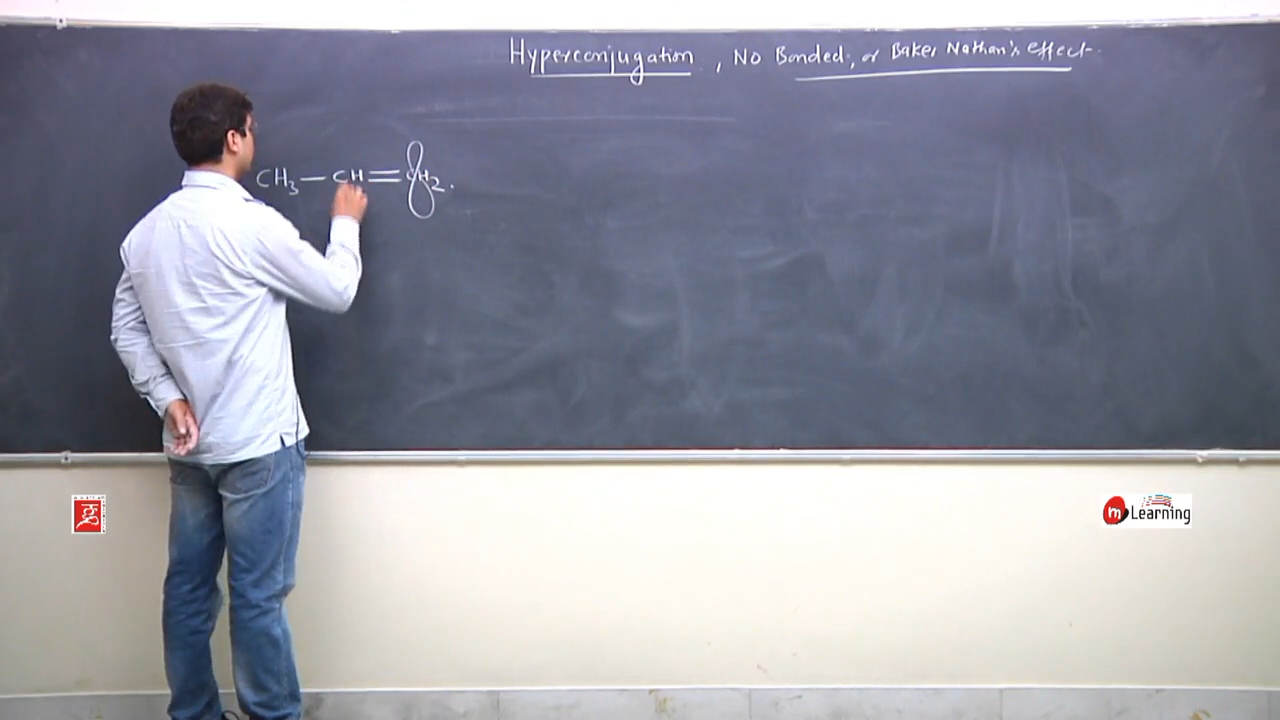 Hyperconjugation, No Bonded, or Baker Nathan's effect.
CH3 — CH = CH2.
m Learning